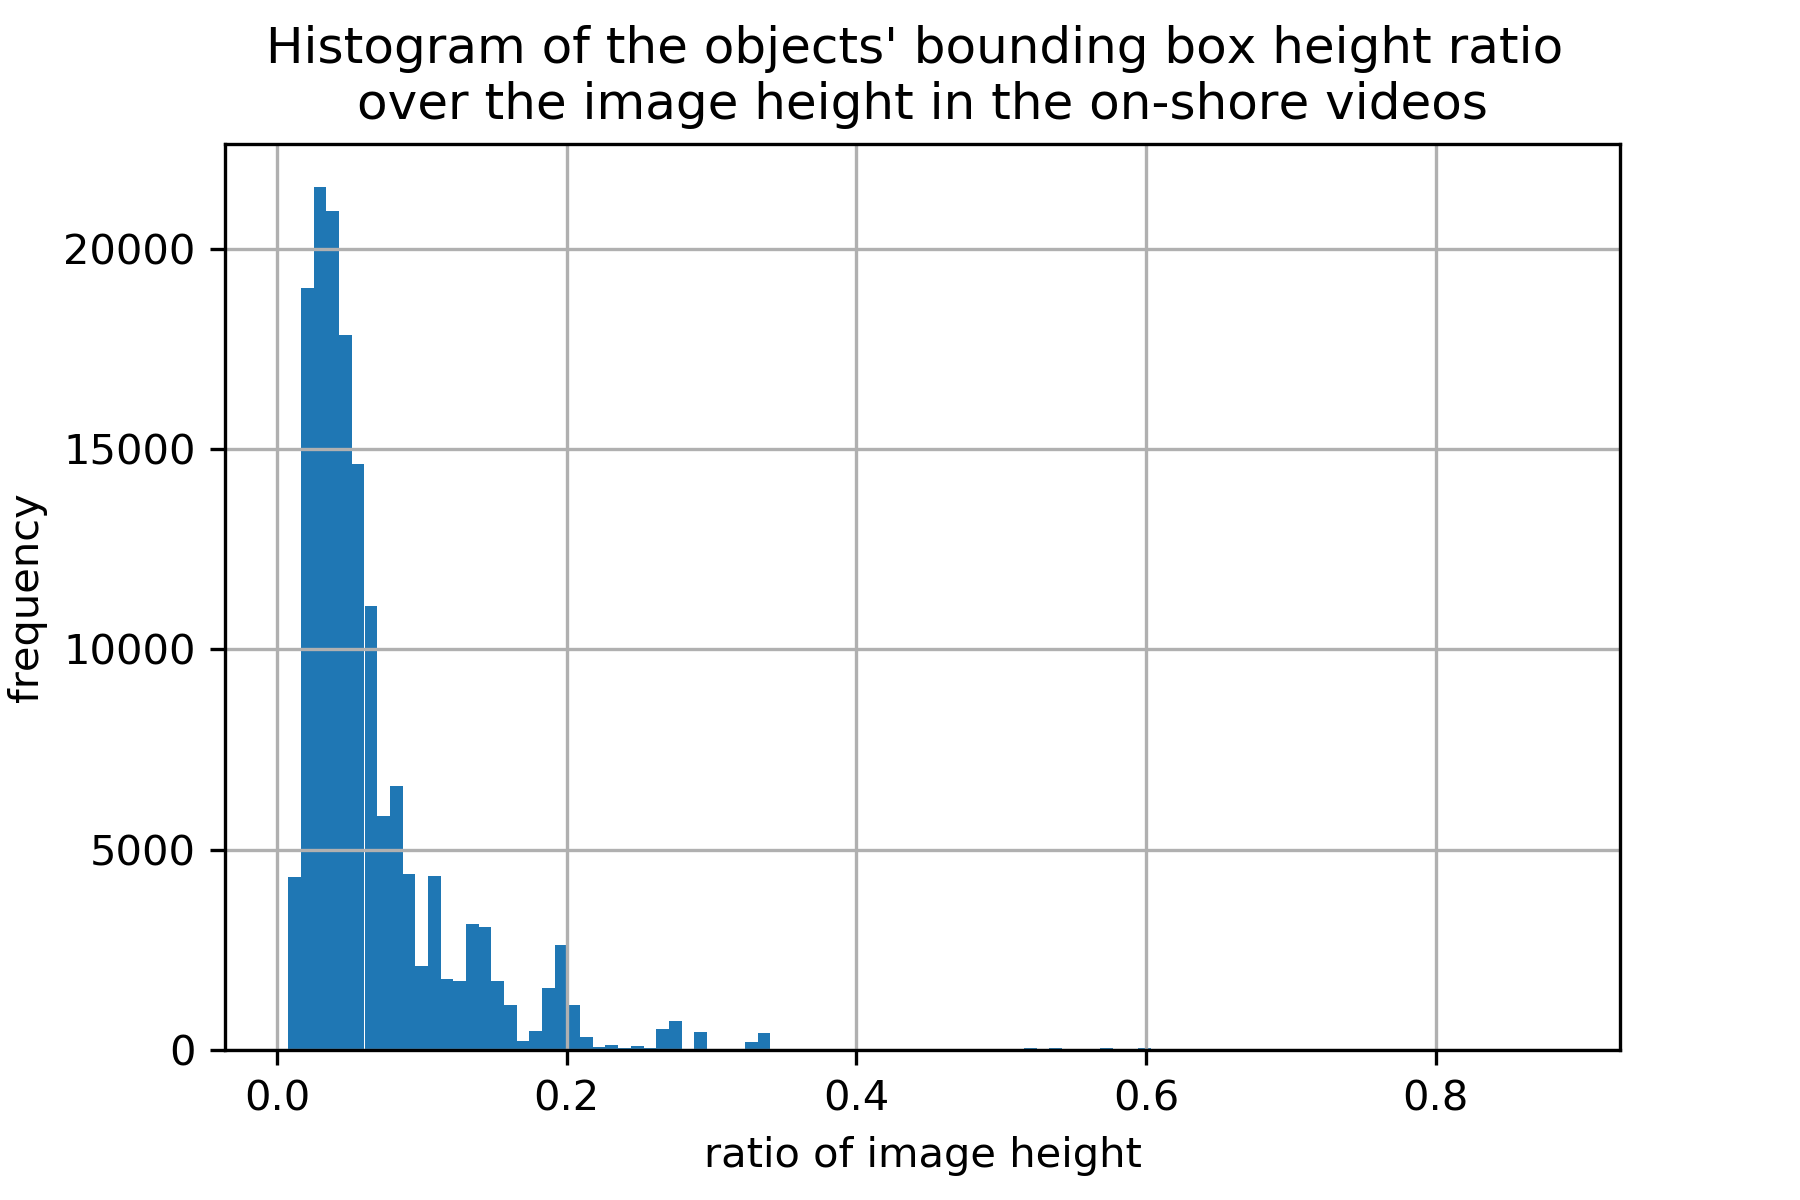 Histogram of the objects' bounding box height ratio
over the image height in the on-shore videos
20000
15000
10000
5000
0
frequency
0.0 0.2 0.4 0.6 0.8
ratio of image height